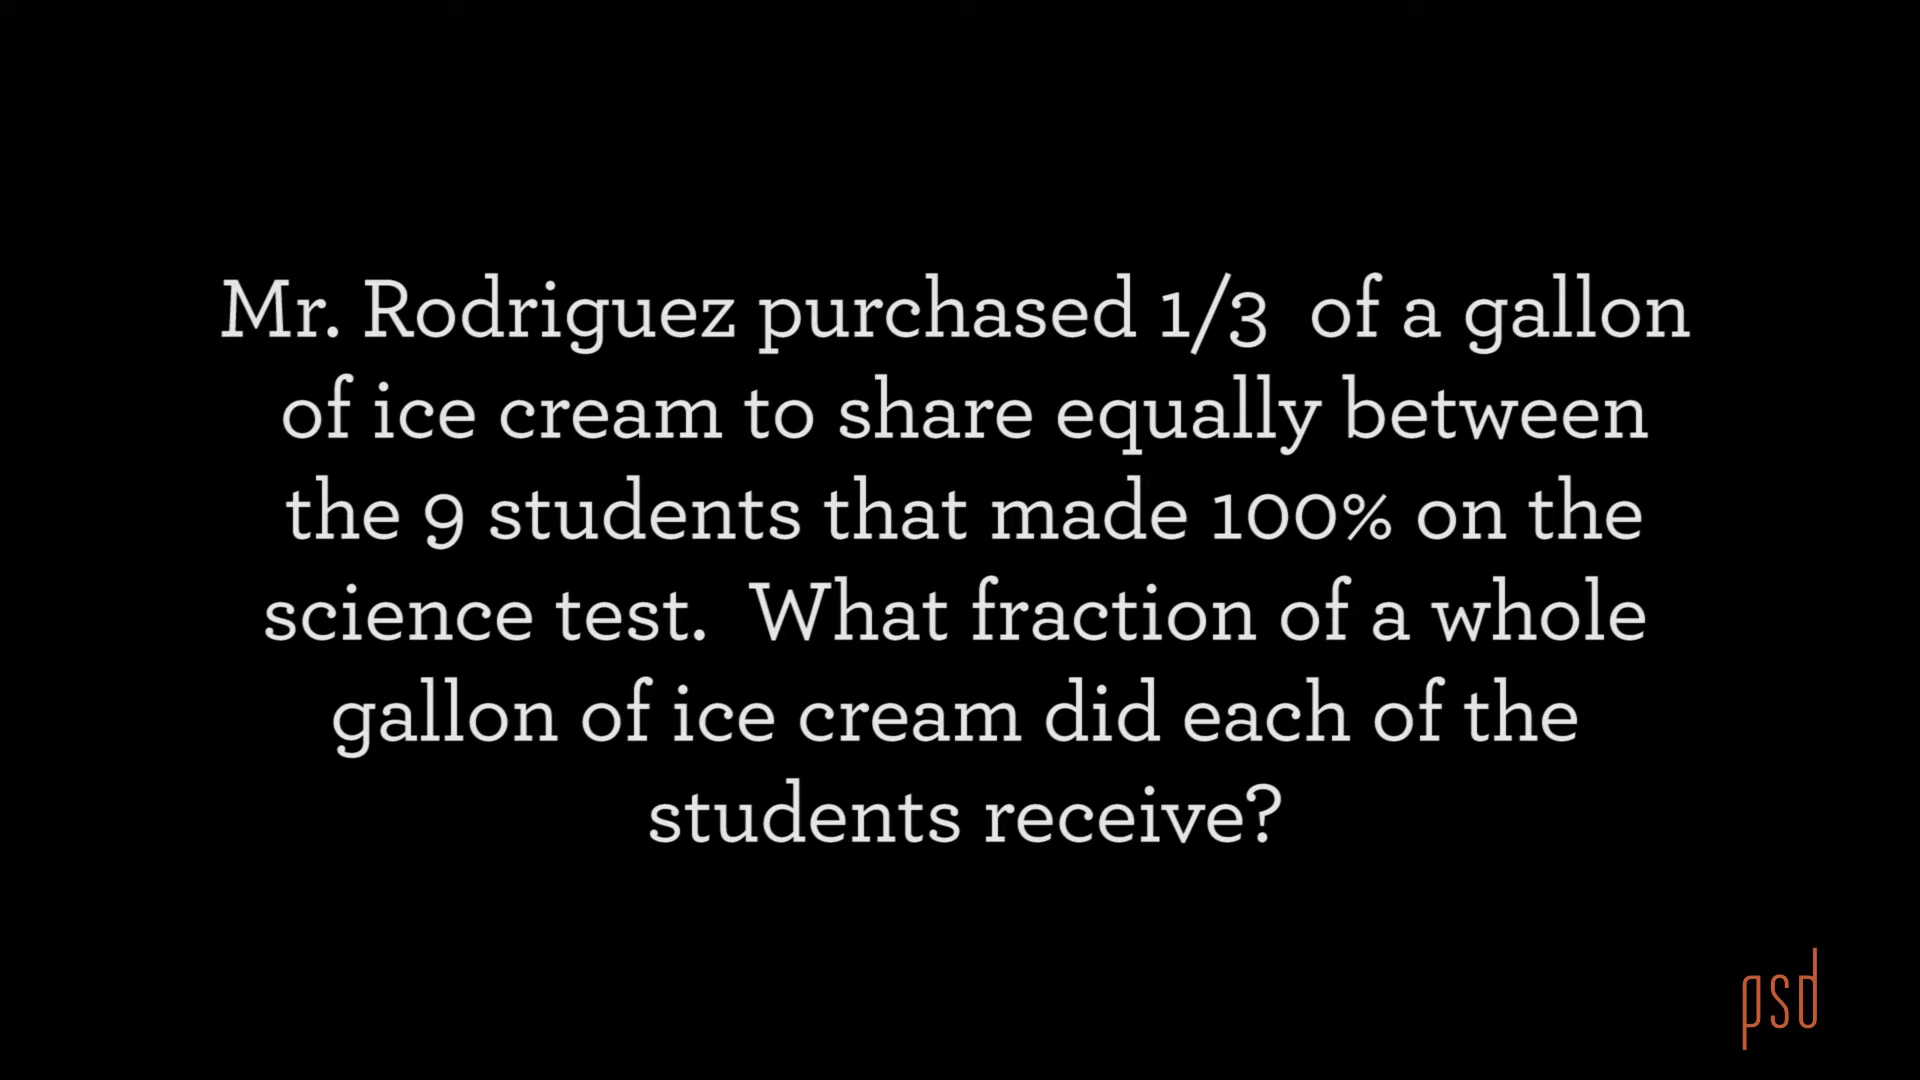 Mr. Rodriguez purchased 1/3  of a gallon
of ice cream to share equally between
the 9 students that made 100% on the
science test.  What fraction of a whole
gallon of ice cream did each of the
students receive?
psd